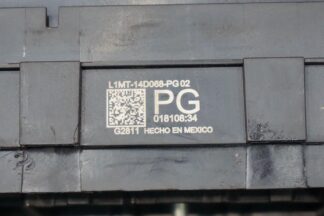 L1MT-14D068-PG 02
PG
018108:34
G2811 HECHO EN MEXICO